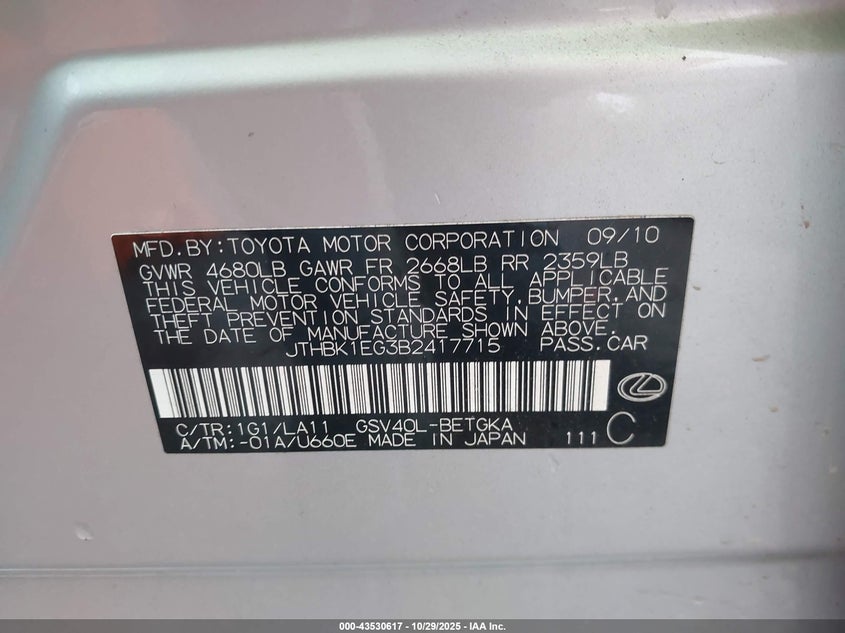 MFD.BY:TOYOTA MOTOR CORPORATION 09/10
GVWR 4680LB GAWR FR 2668LB RR 2359LB
THIS VEHICLE CONFORMS TO ALL APPLICABLE
FEDERAL MOTOR VEHICLE SAFETY,BUMPER,AND
THEFT PREVENTION STANDARDS IN EFFECT ON
THE DATE OF MANUFACTURE SHOWN ABOVE.
JTHBK1EG3B2417715 PASS.CAR
C/TR:1G1/LA11 GSV40L-BETGKA
A/TM:-01A/U660E MADE IN JAPAN 111 C
000-43530617 - 10/29/2025 - IAA Inc.